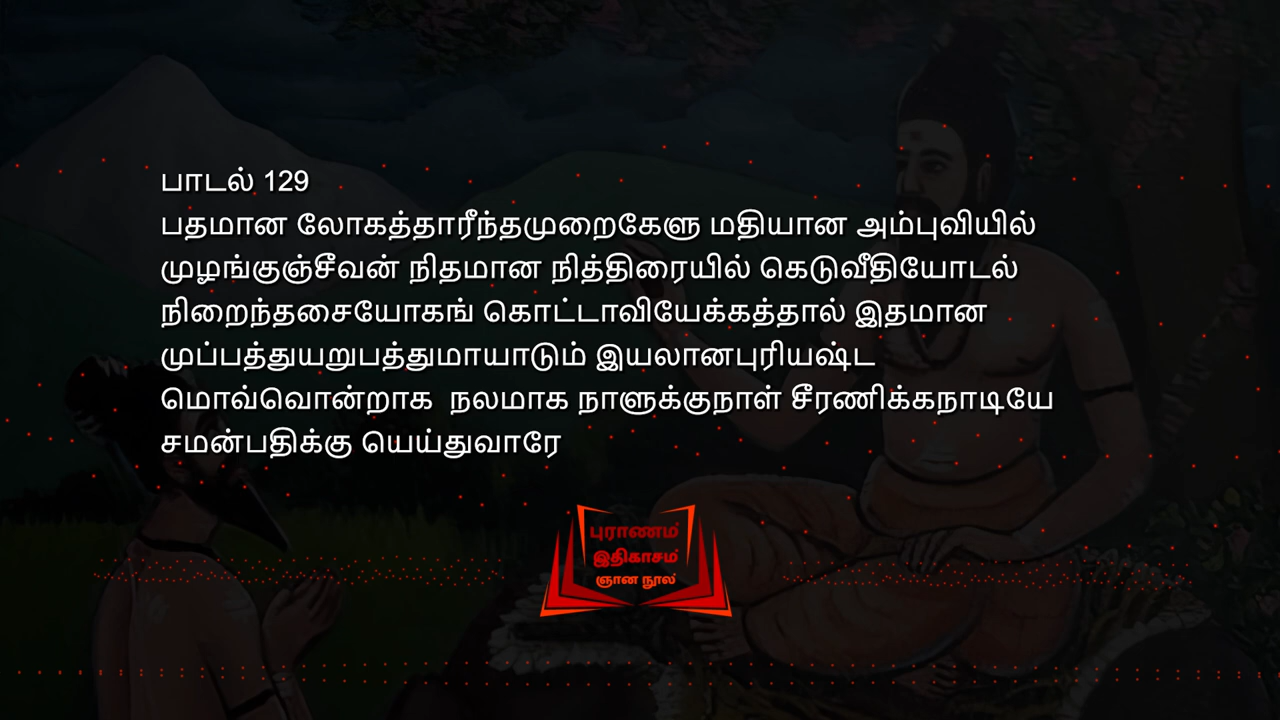 பாடல் 129
பதமான லோகத்தாரீந்தமுறைகேளு மதியான அம்புவியில்
முழங்குஞ்சீவன் நிதமான நித்திரையில் கெடுவீதியோடல்
நிறைந்தசையோகங் கொட்டாவியேக்கத்தால் இதமான
முப்பத்துயறுபத்துமாயாடும் இயலானபுரியஷ்ட
மொவ்வொன்றாக நலமாக நாளுக்குநாள் சீரணிக்கநாடியே
சமன்பதிக்கு யெய்துவாரே
புராணம்
இதிகாசம்
ஞான நூல்